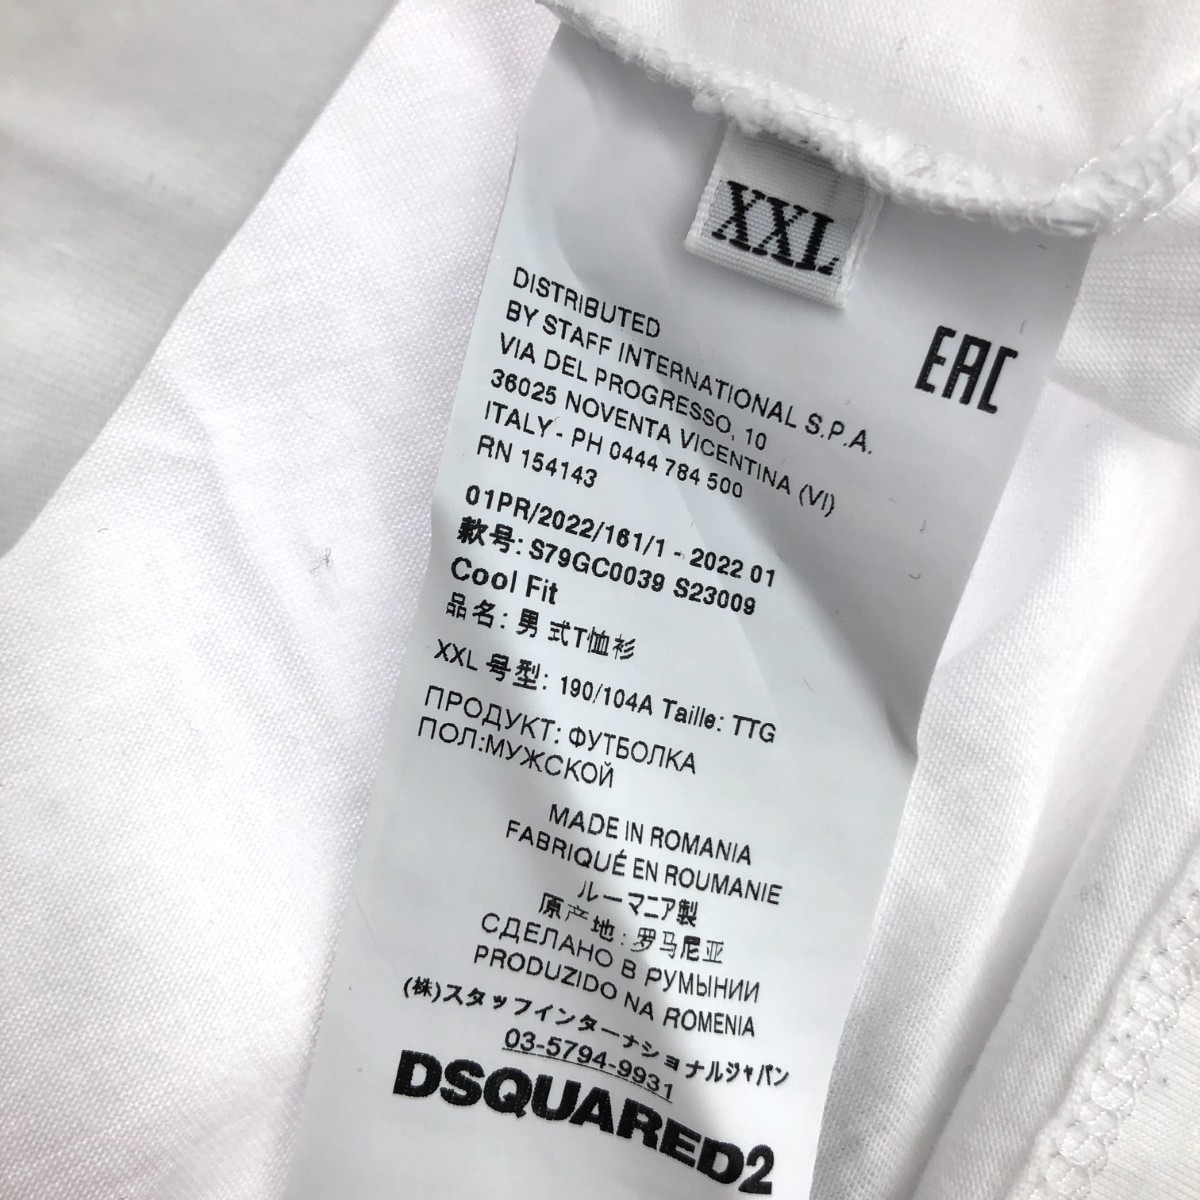 XXL
EAC
DISTRIBUTED
BY STAFF INTERNATIONAL S.P.A.
VIA DEL PROGRESSO, 10
36025 NOVENTA VICENTINA (VI)
ITALY - PH 0444 784 500
RN 154143
01PR/2022/161/1 - 2022 01
款号: S79GC0039 S23009
Cool Fit
品名: 男式T恤衫
XXL 号型: 190/104A Taille: TTG
ПРОДУКТ: ФУТБОЛКА
ПОЛ:МУЖСКОЙ
MADE IN ROMANIA
FABRIQUÉ EN ROUMANIE
ルーマニア製
原产地: 罗马尼亚
СДЕЛАНО В РУМЫНИИ
PRODUZIDO NA ROMENIA
(株)スタッフインターナショナルジャパン
03-5794-9931
DSQUARED2